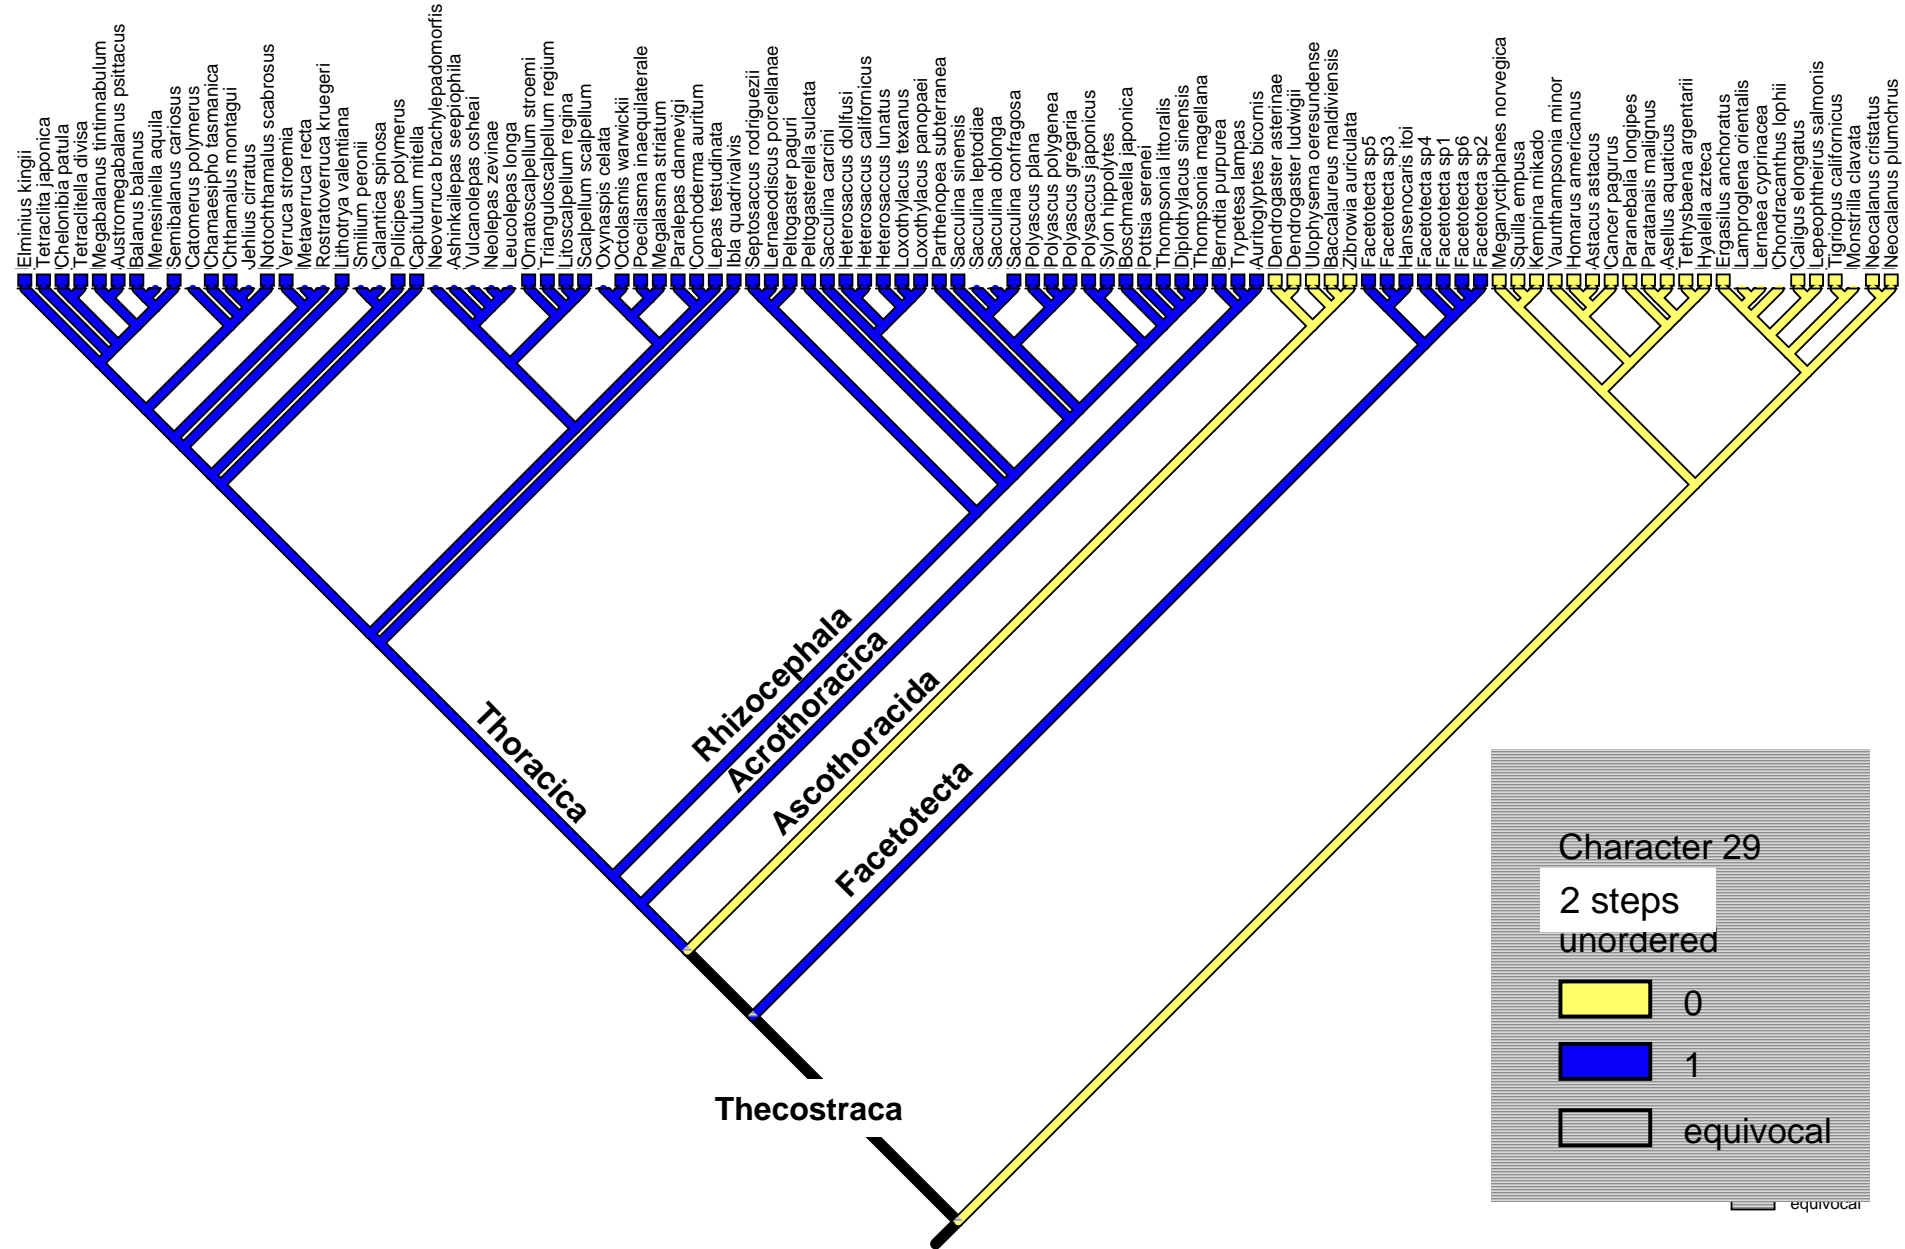 Elminius kingii
Tetraclita japonica
Chelonibia patula
Tetraclitella divisa
Megabalanus tintinnabulum
Austromegabalanus psittacus
Balanus balanus
Menesiniella aquila
Semibalanus cariosus
Catomerus polymerus
Chamaesipho tasmanica
Chthamalus montagui
Jehlius cirratus
Notochthamalus scabrosus
Verruca stroemia
Metaverruca recta
Rostratoverruca kruegeri
Lithotrya valentiana
Smilium peronii
Calantica spinosa
Pollicipes polymerus
Capitulum mitella
Neoverruca brachylepadomorfis
Ashinkailepas seepiophila
Vulcanolepas osheai
Neolepas zevinae
Leucolepas longa
Ornatoscalpellum stroemi
Trianguloscalpellum regium
Litoscalpellum regina
Scalpellum scalpellum
Oxynaspis celata
Octolasmis warwickii
Poecilasma inaequilaterale
Megalasma striatum
Paralepas dannevigi
Conchoderma auritum
Lepas testudinata
Ibla quadrivalvis
Septosaccus rodriguezii
Lernaeodiscus porcellanae
Peltogaster paguri
Peltogasterella sulcata
Sacculina carcini
Heterosaccus dollfusi
Heterosaccus californicus
Heterosaccus lunatus
Loxothylacus texanus
Loxothylacus panopaei
Parthenopea subterranea
Sacculina sinensis
Sacculina leptodiae
Sacculina oblonga
Sacculina confragosa
Polyascus plana
Polyascus polygenea
Polyascus gregaria
Polysaccus japonicus
Sylon hippolytes
Boschmaella japonica
Pottsia serenei
Thompsonia littoralis
Diplothylacus sinensis
Thompsonia magellana
Berndtia purpurea
Trypetesa lampas
Auritoglyptes bicornis
Dendrogaster asterinae
Dendrogaster ludwigii
Ulophysema oeresundense
Baccalaureus maldiviensis
Zibrowia auriculata
Facetotecta sp5
Facetotecta sp3
Hansenocaris itoi
Facetotecta sp4
Facetotecta sp1
Facetotecta sp6
Facetotecta sp2
Meganyctiphanes norvegica
Squilla empusa
Kempina mikado
Vaunthampsonia minor
Homarus americanus
Astacus astacus
Cancer pagurus
Paranebalia longipes
Paratanais malignus
Asellus aquaticus
Tethysbaena argentarii
Hyalella azteca
Ergasilus anchoratus
Lamproglena orientalis
Lernaea cyprinacea
Chondracanthus lophii
Caligus elongatus
Lepeophtheirus salmonis
Tigriopus californicus
Monstrilla clavata
Neocalanus cristatus
Neocalanus plumchrus
Thoracica
Rhizocephala
Acrothoracica
Ascothoracida
Facetotecta
Thecostraca
Character 29
2 steps
unordered
0
1
equivocal
equivocal